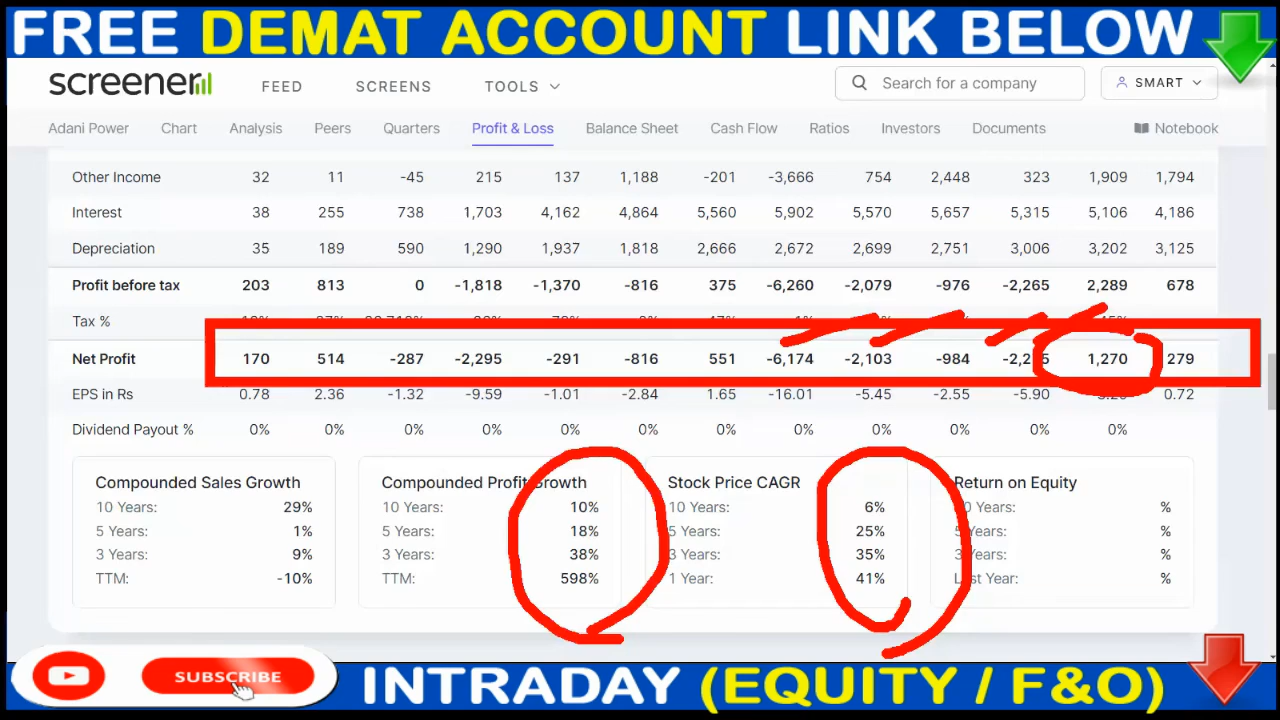 FREE DEMAT ACCOUNT LINK BELOW
screener FEED SCREENS TOOLS Search for a company SMART
Adani Power Chart Analysis Peers Quarters Profit & Loss Balance Sheet Cash Flow Ratios Investors Documents Notebook
Other Income 32 11 -45 215 137 1,188 -201 -3,666 754 2,448 323 1,909 1,794
Interest 38 255 738 1,703 4,162 4,864 5,560 5,902 5,570 5,657 5,315 5,106 4,186
Depreciation 35 189 590 1,290 1,937 1,818 2,666 2,672 2,699 2,751 3,006 3,202 3,125
Profit before tax 203 813 0 -1,818 -1,370 -816 375 -6,260 -2,079 -976 -2,265 2,289 678
Tax %
Net Profit 170 514 -287 -2,295 -291 -816 551 -6,174 -2,103 -984 1,270 279
EPS in Rs 0.78 2.36 -1.32 -9.59 -1.01 -2.84 1.65 -16.01 -5.45 -2.55 -5.90 0.72
Dividend Payout % 0% 0% 0% 0% 0% 0% 0% 0% 0% 0% 0% 0%
Compounded Sales Growth
10 Years: 29%
5 Years: 1%
3 Years: 9%
TTM: -10%
Compounded Profit Growth
10 Years: 10%
5 Years: 18%
3 Years: 38%
TTM: 598%
Stock Price CAGR
10 Years: 6%
5 Years: 25%
3 Years: 35%
1 Year: 41%
Return on Equity
10 Years: %
5 Years: %
3 Years: %
Last Year: %
SUBSCRIBE
INTRADAY (EQUITY / F&O)